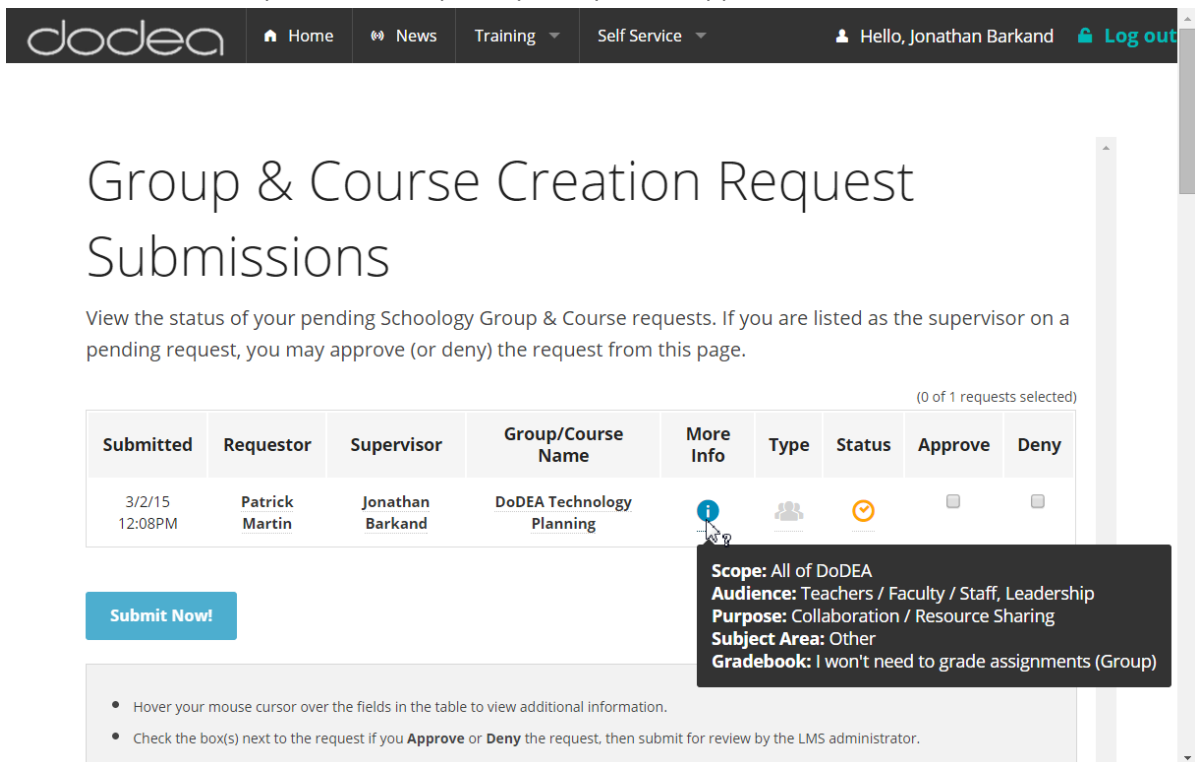 dodea Home News Training Self Service Hello, Jonathan Barkand Log out
Group & Course Creation Request
Submissions
View the status of your pending Schoology Group & Course requests. If you are listed as the supervisor on a
pending request, you may approve (or deny) the request from this page.
(0 of 1 requests selected)
Submitted Requestor Supervisor Group/Course Name More Info Type Status Approve Deny
3/2/15 12:08PM Patrick Martin Jonathan Barkand DoDEA Technology Planning
Scope: All of DoDEA
Audience: Teachers / Faculty / Staff, Leadership
Purpose: Collaboration / Resource Sharing
Subject Area: Other
Gradebook: I won't need to grade assignments (Group)
Submit Now!
Hover your mouse cursor over the fields in the table to view additional information.
Check the box(s) next to the request if you Approve or Deny the request, then submit for review by the LMS administrator.